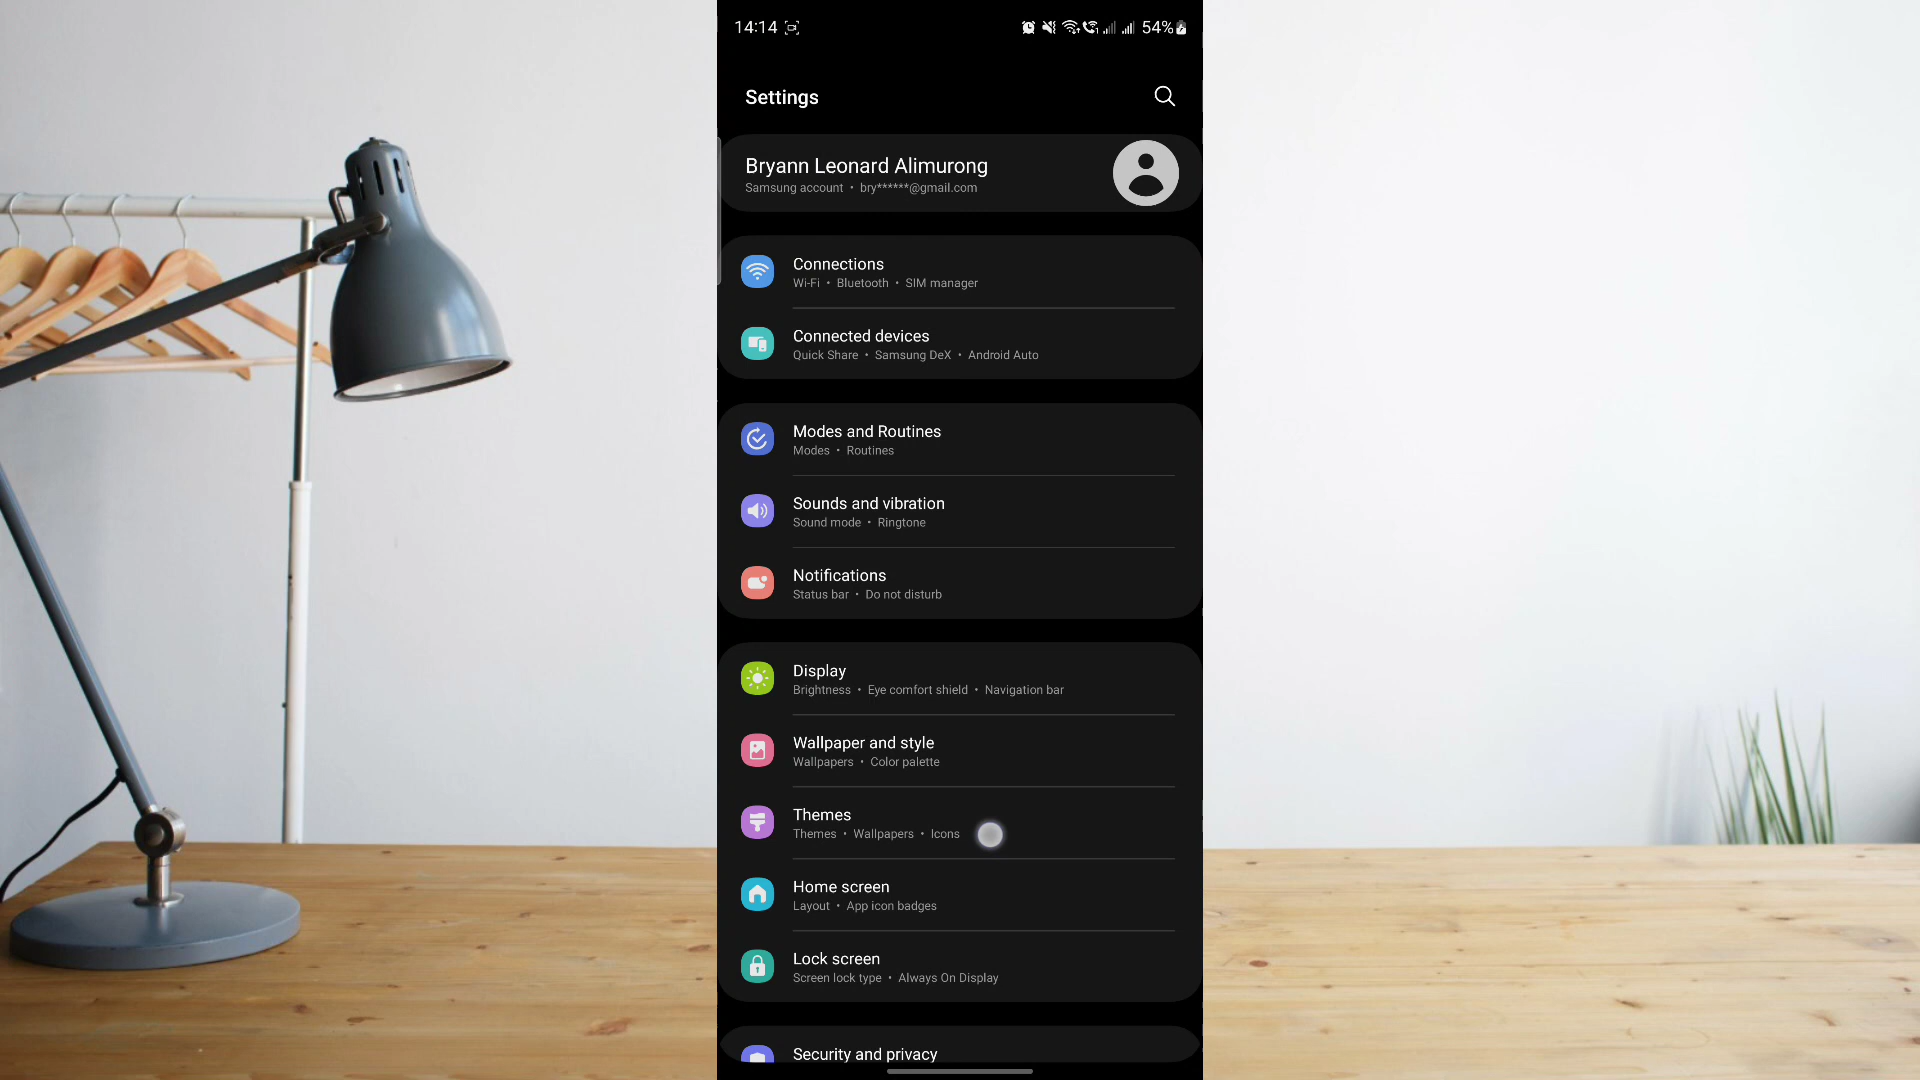 14:14
54%
Settings
Bryann Leonard Alimurong
Samsung account • bry******@gmail.com
Connections
Wi-Fi • Bluetooth • SIM manager
Connected devices
Quick Share • Samsung DeX • Android Auto
Modes and Routines
Modes • Routines
Sounds and vibration
Sound mode • Ringtone
Notifications
Status bar • Do not disturb
Display
Brightness • Eye comfort shield • Navigation bar
Wallpaper and style
Wallpapers • Color palette
Themes
Themes • Wallpapers • Icons
Home screen
Layout • App icon badges
Lock screen
Screen lock type • Always On Display
Security and privacy